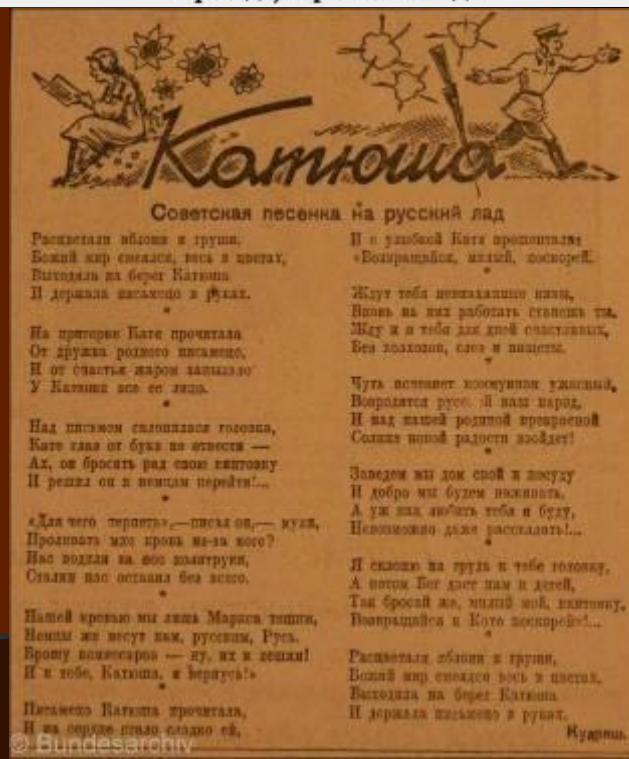 Катюша
Советская песенка на русский лад
Расцветали яблони и груши,
Божий мир смеялся, весь в цветах,
Выходила на берег Катюша
И держала письмецо в руках.
*
На пригорке Катя прочитала
От дружка родного письмецо,
И от счастья жаром запылало
У Катюши все ее лицо.
*
Над письмом склонилася головка,
Кате глаз от букв не отвести —
Ах, он бросить рад свою винтовку
И решил он к немцам перейти!...
*
«Для чего терпеть», — писал он, — муки,
Проливать мне кровь из-за кого?
Нас водили за нос политруки,
Сталин нас оставил без всего.
*
Нашей кровью мы лишь Маркса тешим,
Немцы же несут нам, русским, Русь.
Брошу комиссаров — ну, их к лешим!
И к тебе, Катюша, я вернусь!»
*
Письмецо Катюша прочитала,
И на сердце стало сладко ей,
И с улыбкой Катя прошептала:
«Возвращайся, милый, поскорей.
*
Ждут тебя невспаханные нивы,
Вновь на них работать станешь ты.
Жду и я тебя для дней счастливых,
Без колхозов, слез и нищеты.
*
Чуть исчезнет коммунизм ужасный,
Возродится русский наш народ,
И над нашей родиной прекрасной
Солнце новой радости взойдет!
*
Заведем мы дом свой и посуду
И добро мы будем наживать,
А уж как любить тебя я буду,
Невозможно даже рассказать!...
*
Я склоню на грудь к тебе головку,
А потом Бог даст нам и детей,
Так бросай же, милый мой, винтовку,
Возвращайся к Кате поскорей»!...
*
Расцветали яблони и груши,
Божий мир смеялся весь в цветах,
Выходила на берег Катюша
И держала письмецо в руках.
Кудряш.
© Bundesarchiv